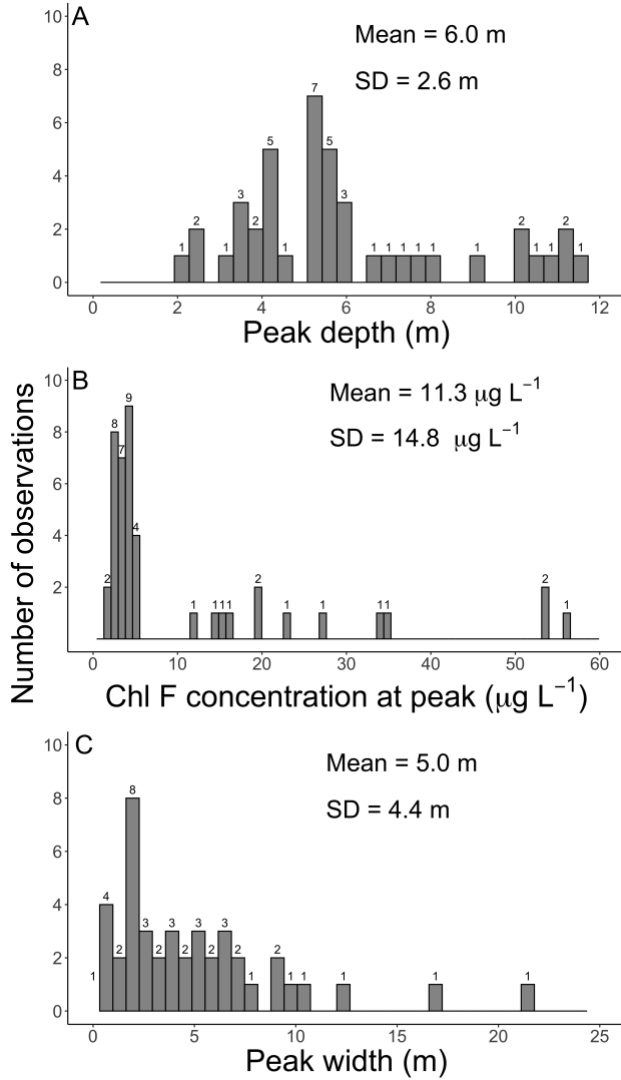 A
Mean = 6.0 m
SD = 2.6 m
10
8
6
4
2
0
1 2 1 3 2 5 1 7 5 3 1 1 1 1 1 1 2 1 1 2 1
0 2 4 6 8 10 12
Peak depth (m)
Number of observations
B
Mean = 11.3 μg L⁻¹
SD = 14.8 μg L⁻¹
10
8
6
4
2
2 8 7 9 4 1 1 1 1 2 1 1 1 1 2 1
0 10 20 30 40 50 60
Chl F concentration at peak (μg L⁻¹)
C
Mean = 5.0 m
SD = 4.4 m
10
8
6
4
2
0
1 4 2 8 3 2 3 2 3 2 3 2 1 2 1 1 1 1 1
0 5 10 15 20 25
Peak width (m)